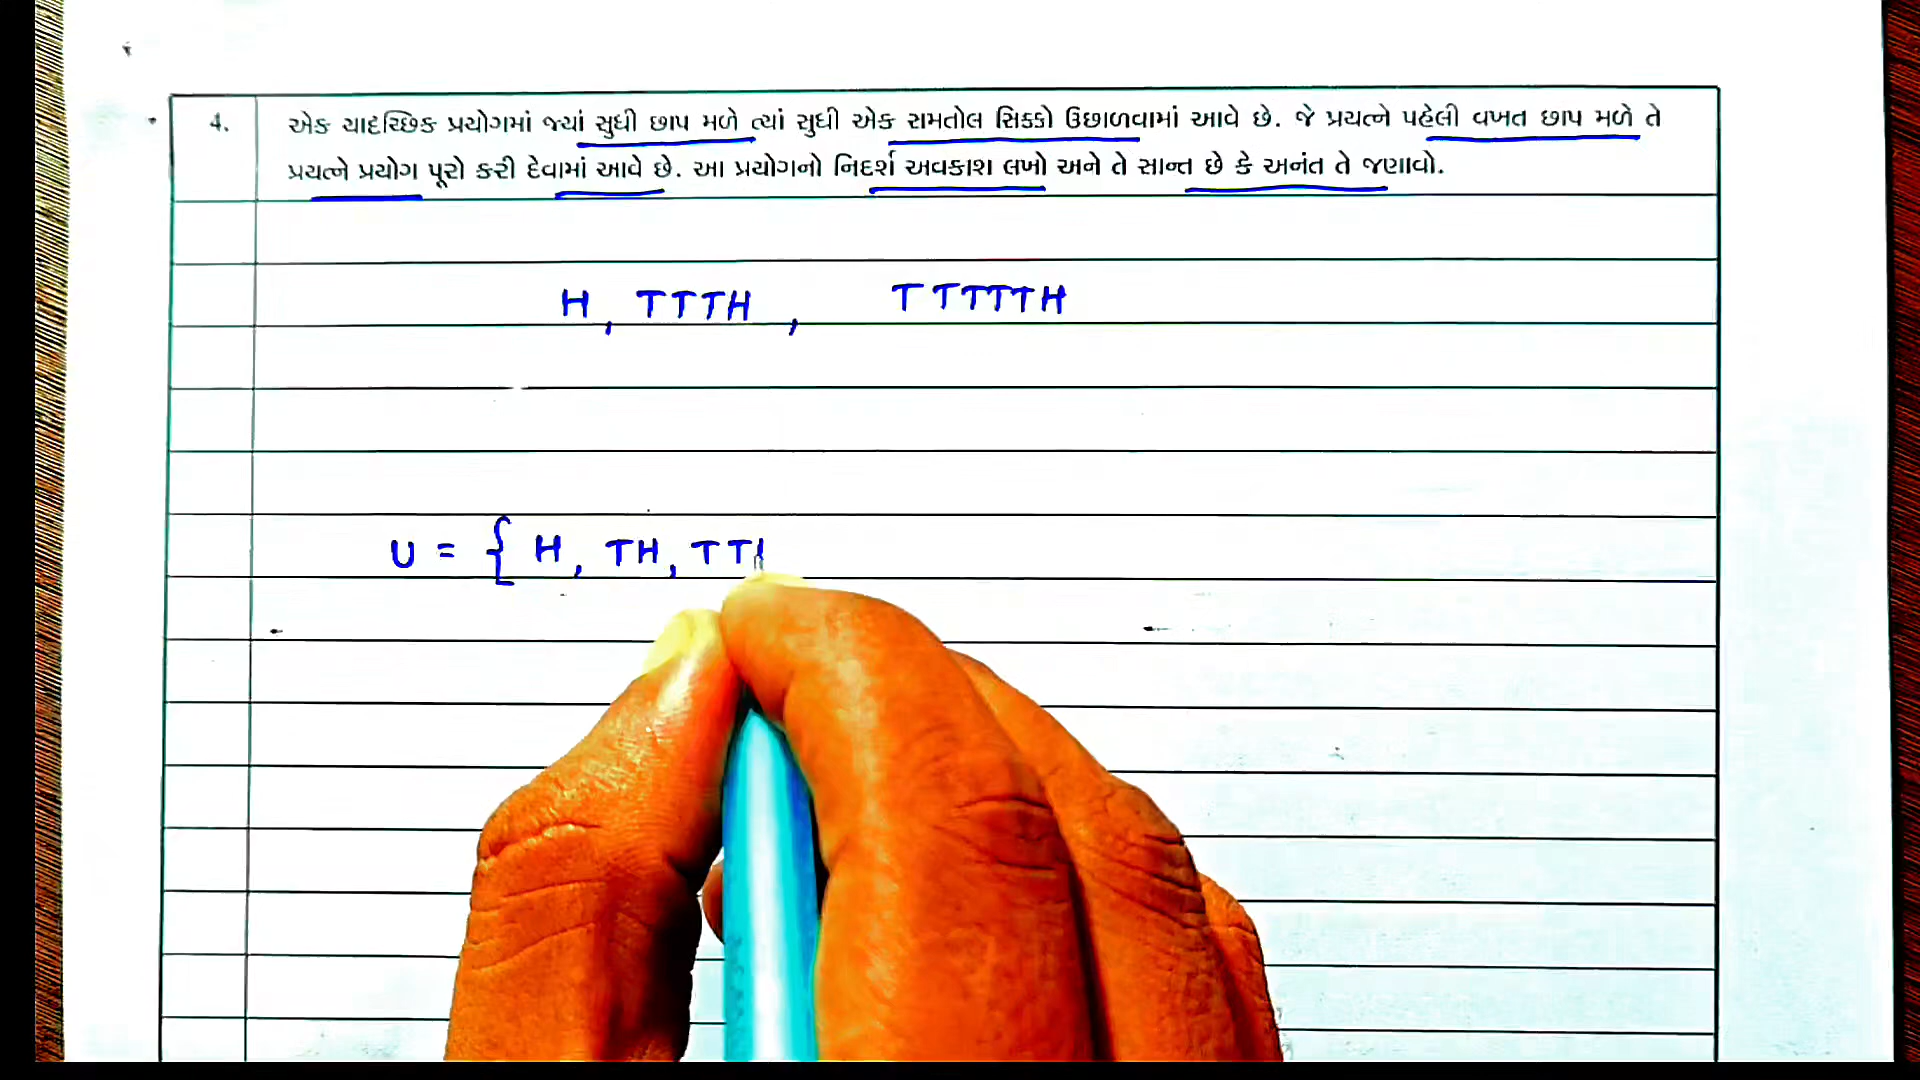 4. એક યાદચ્છિક પ્રયોગમાં જ્યાં સુધી છાપ મળે ત્યાં સુધી એક સમતોલ સિક્કો ઉછાળવામાં આવે છે. જે પ્રયત્ને પહેલી વખત છાપ મળે તે
પ્રયત્ને પ્રયોગ પૂરો કરી દેવામાં આવે છે. આ પ્રયોગનો નિદર્શ અવકાશ લખો અને તે સાન્ત છે કે અનંત તે જણાવો.
H, TTTH, TTTTTH
U = { H, TH, TT